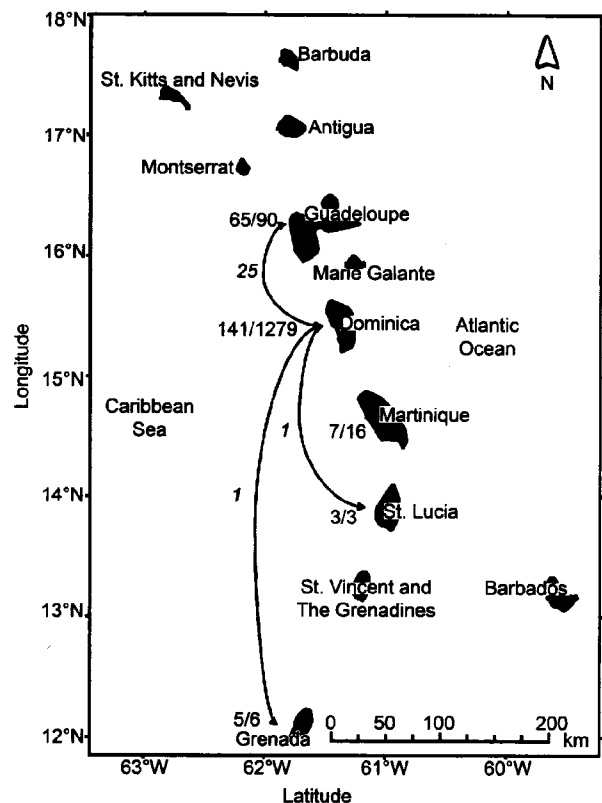 18°N
Barbuda
St. Kitts and Nevis
N
17°N
Antigua
Montserrat
65/90
Guadeloupe
16°N
25
Marie Galante
141/1279
Dominica
Atlantic
Ocean
15°N
Longitude
Caribbean
Sea
Martinique
1
7/16
1
14°N
3/3
St. Lucia
St. Vincent and
The Grenadines
Barbados
13°N
5/6
0 50 100 200
12°N
Grenada
km
63°W 62°W 61°W 60°W
Latitude